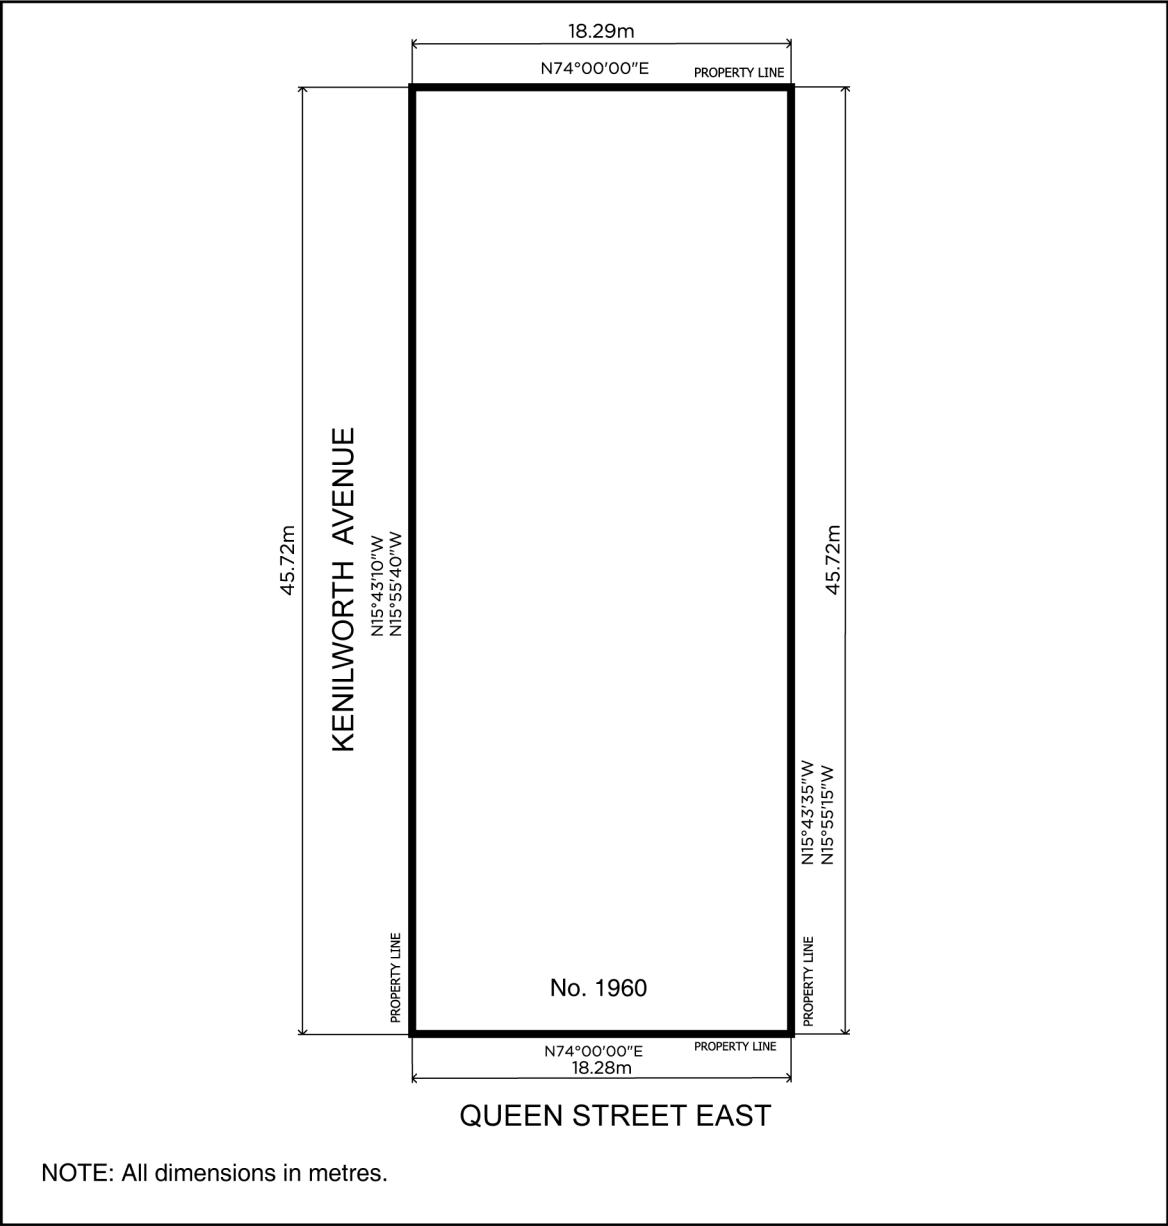 18.29m
N74°00'00"E
PROPERTY LINE
45.72m
KENILWORTH AVENUE
N15°43'10"W
N15°55'40"W
45.72m
N15°43'35"W
N15°55'15"W
PROPERTY LINE
PROPERTY LINE
No. 1960
N74°00'00"E
PROPERTY LINE
18.28m
QUEEN STREET EAST
NOTE: All dimensions in metres.